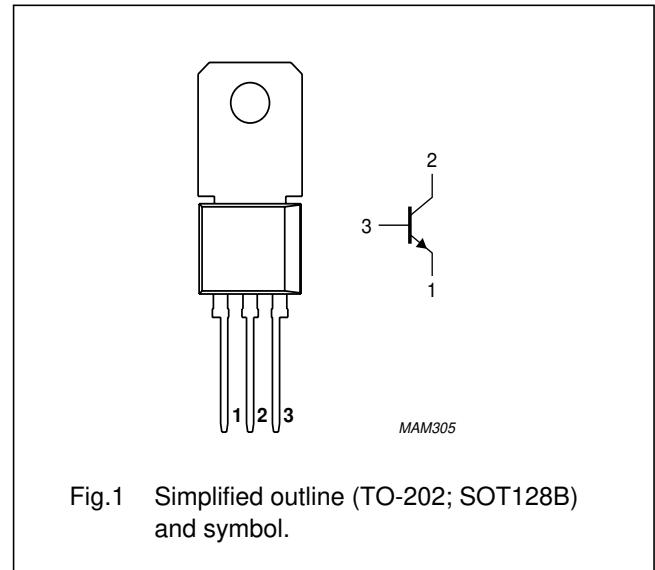 2
3
1
1 2 3
MAM305
Fig.1 Simplified outline (TO-202; SOT128B)
and symbol.